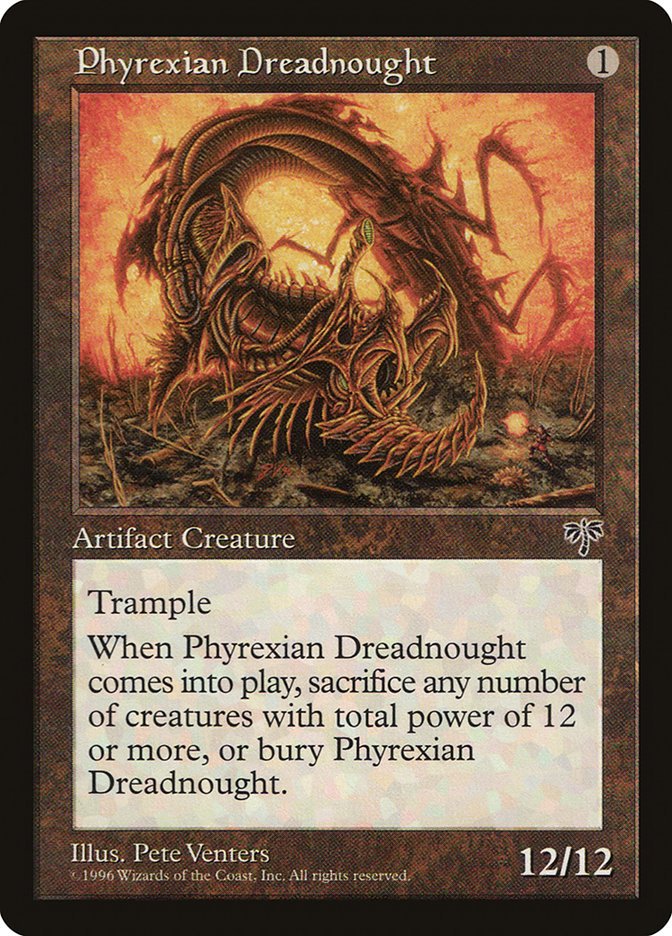 Phyrexian Dreadnought 1
Artifact Creature
Trample
When Phyrexian Dreadnought
comes into play, sacrifice any number
of creatures with total power of 12
or more, or bury Phyrexian
Dreadnought.
Illus. Pete Venters
12/12
©1996 Wizards of the Coast, Inc. All rights reserved.